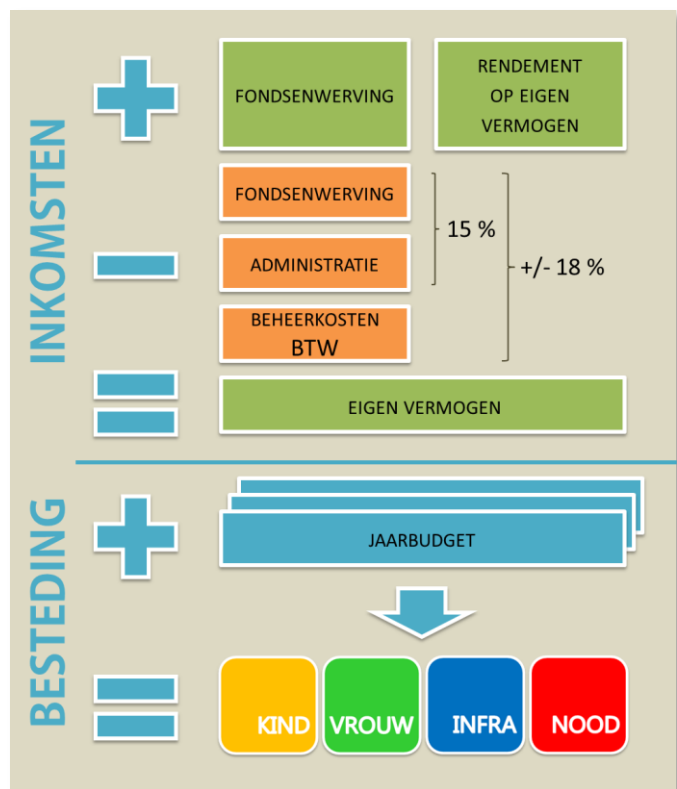 INKOMSTEN
FONDSENWERVING
RENDEMENT
OP EIGEN
VERMOGEN
FONDSENWERVING
15 %
ADMINISTRATIE
+/- 18 %
BEHEERKOSTEN
BTW
EIGEN VERMOGEN
BESTEDING
JAARBUDGET
KIND
VROUW
INFRA
NOOD